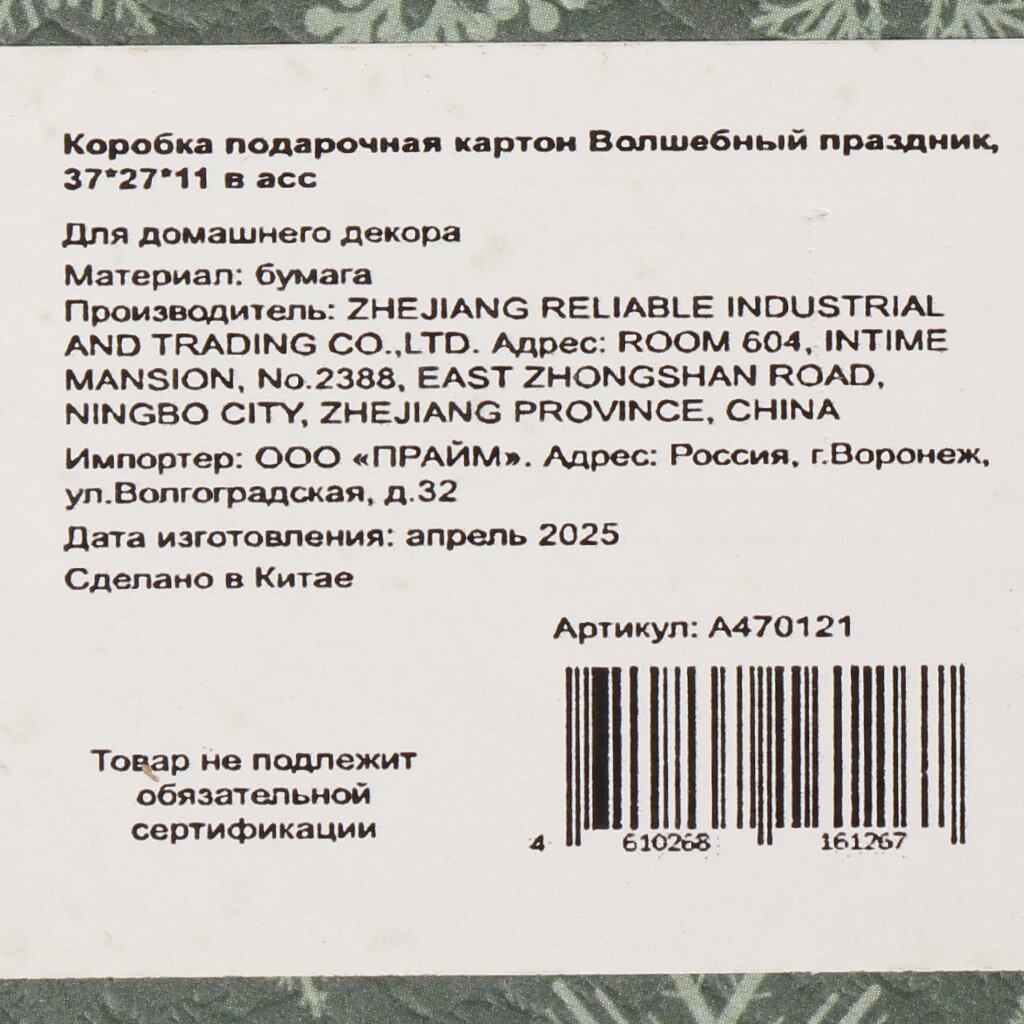 Коробка подарочная картон Волшебный праздник,
37*27*11 в асс
Для домашнего декора
Материал: бумага
Производитель: ZHEJIANG RELIABLE INDUSTRIAL
AND TRADING CO.,LTD. Адрес: ROOM 604, INTIME
MANSION, No.2388, EAST ZHONGSHAN ROAD,
NINGBO CITY, ZHEJIANG PROVINCE, CHINA
Импортер: ООО «ПРАЙМ». Адрес: Россия, г.Воронеж,
ул.Волгоградская, д.32
Дата изготовления: апрель 2025
Сделано в Китае
Артикул: А470121
Товар не подлежит
обязательной
сертификации
4 610268 161267